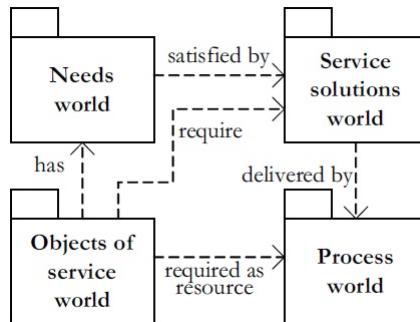 Needs
world
satisfied by
Service
solutions
world
has
require
delivered by
Objects of
service
world
required as
resource
Process
world